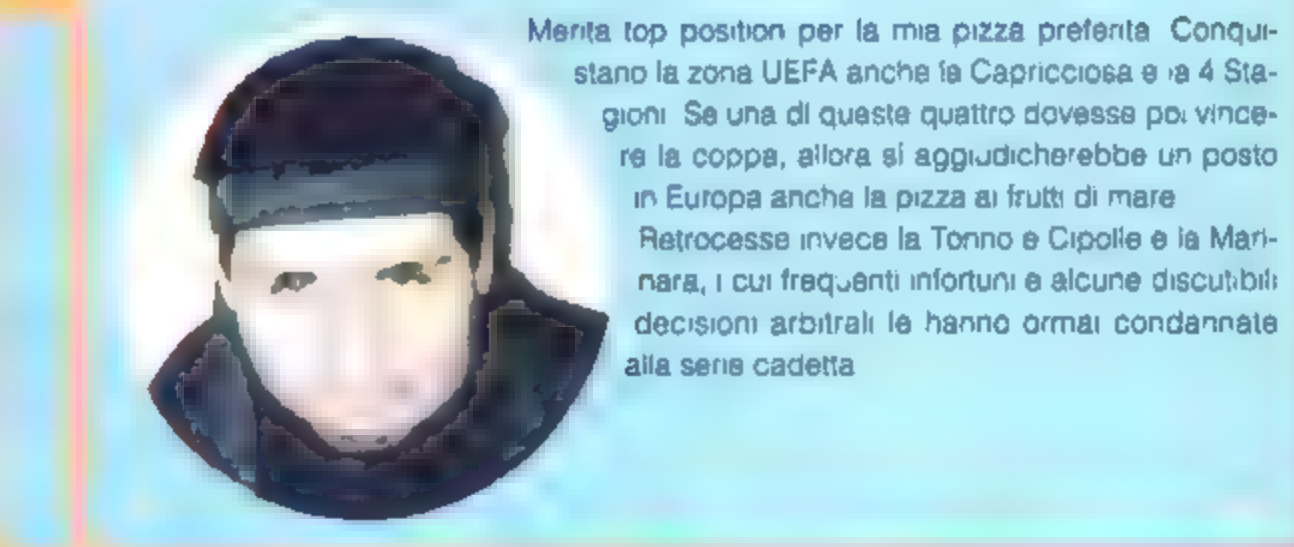 Merita top position per la mia pizza preferita Conqui-
stano la zona UEFA anche la Capricciosa e la 4 Sta-
gioni Se una di queste quattro dovesse poi vince-
re la coppa, allora si aggiudicherebbe un posto
in Europa anche la pizza ai frutti di mare
Retrocesse invece la Tonno e Cipolle e la Mari-
nara, i cui frequenti infortuni e alcune discutibili
decisioni arbitrali le hanno ormai condannate
alla serie cadetta